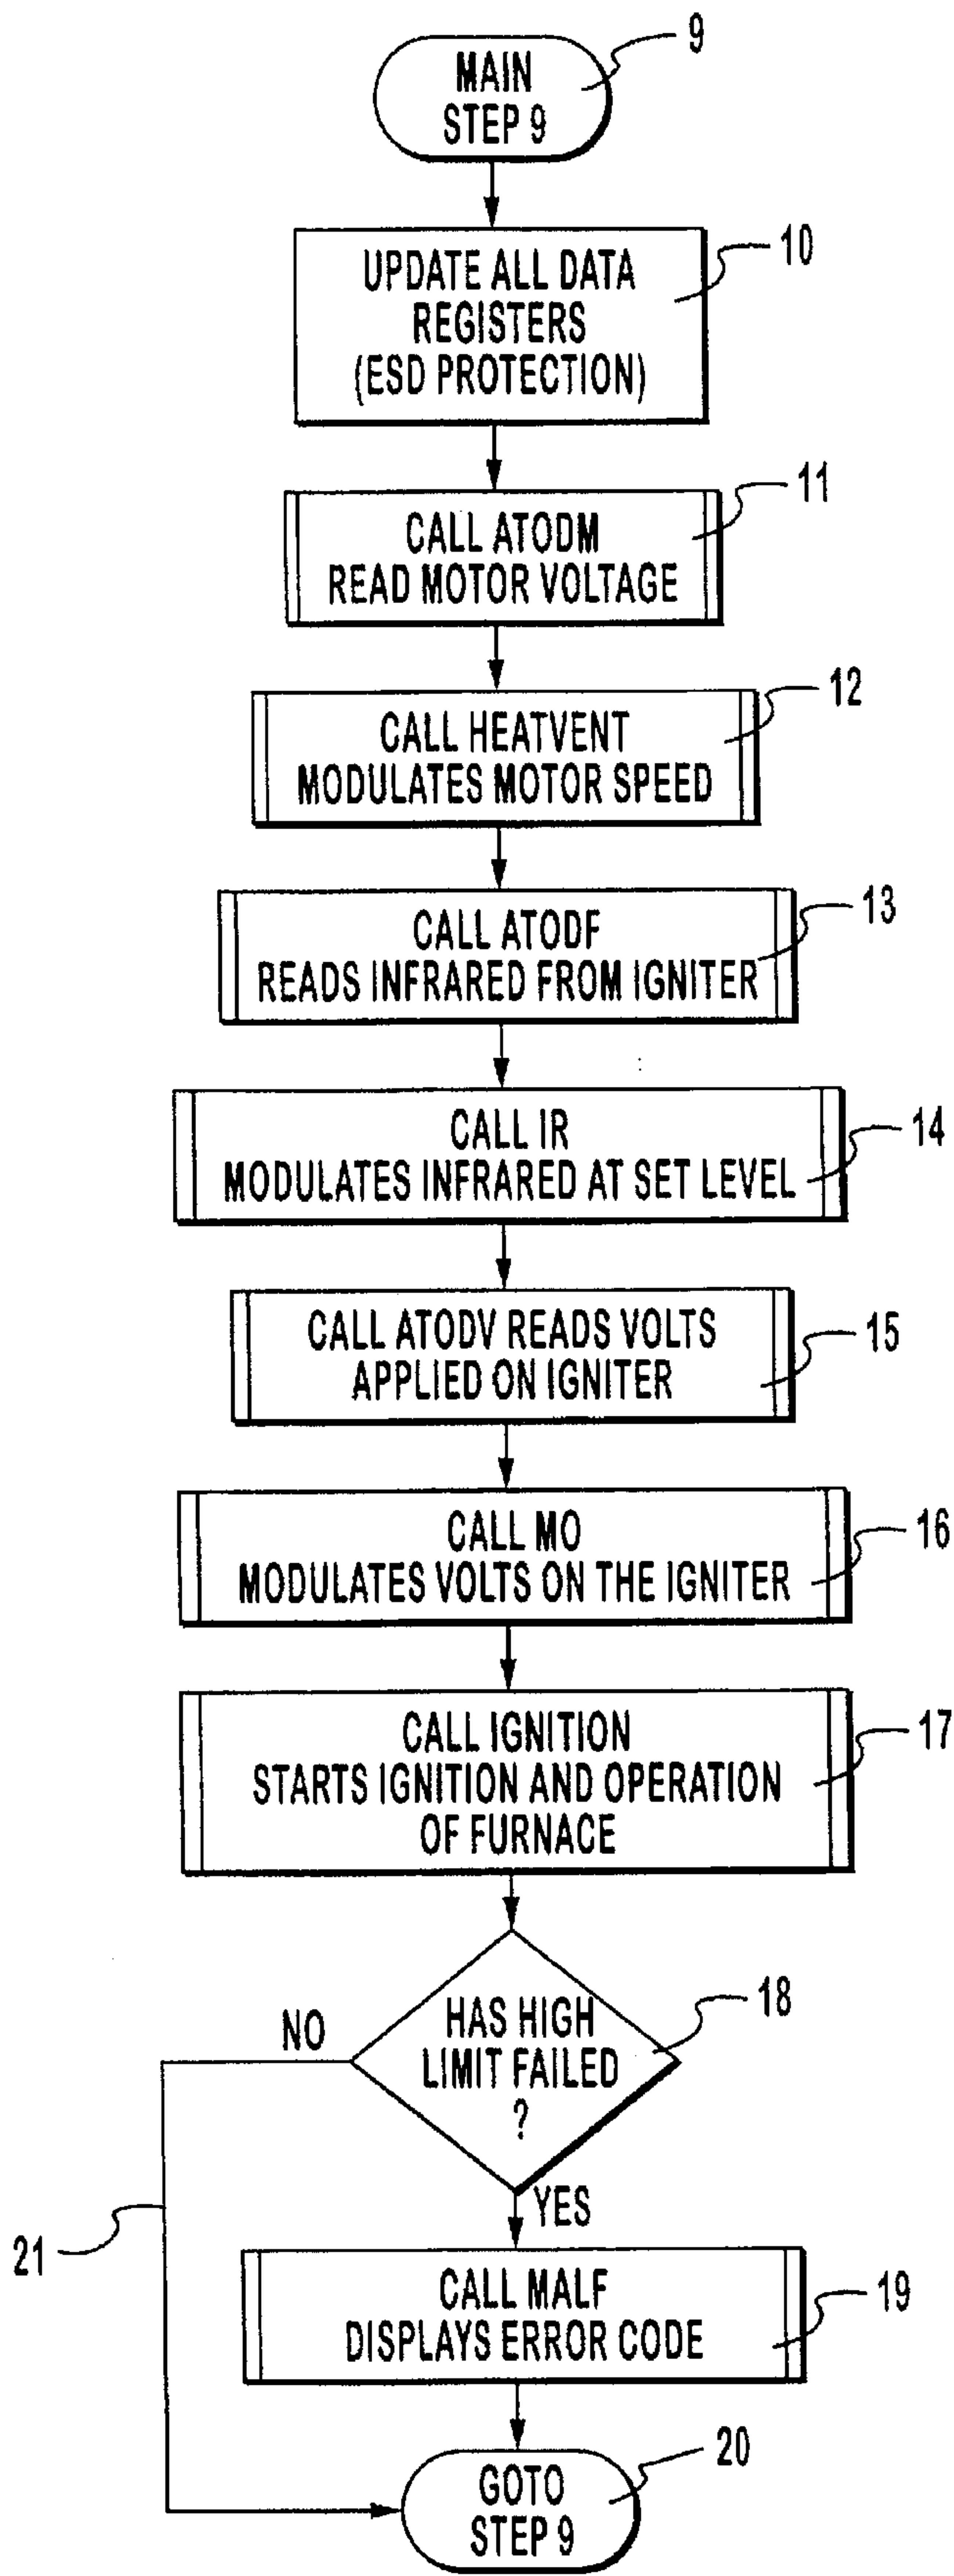 9
MAIN
STEP 9
10
UPDATE ALL DATA
REGISTERS
(ESD PROTECTION)
11
CALL ATODM
READ MOTOR VOLTAGE
12
CALL HEATVENT
MODULATES MOTOR SPEED
13
CALL ATODF
READS INFRARED FROM IGNITER
14
CALL IR
MODULATES INFRARED AT SET LEVEL
15
CALL ATODV READS VOLTS
APPLIED ON IGNITER
16
CALL MO
MODULATES VOLTS ON THE IGNITER
17
CALL IGNITION
STARTS IGNITION AND OPERATION
OF FURNACE
18
NO
HAS HIGH
LIMIT FAILED
?
YES
21
19
CALL MALF
DISPLAYS ERROR CODE
20
GOTO
STEP 9